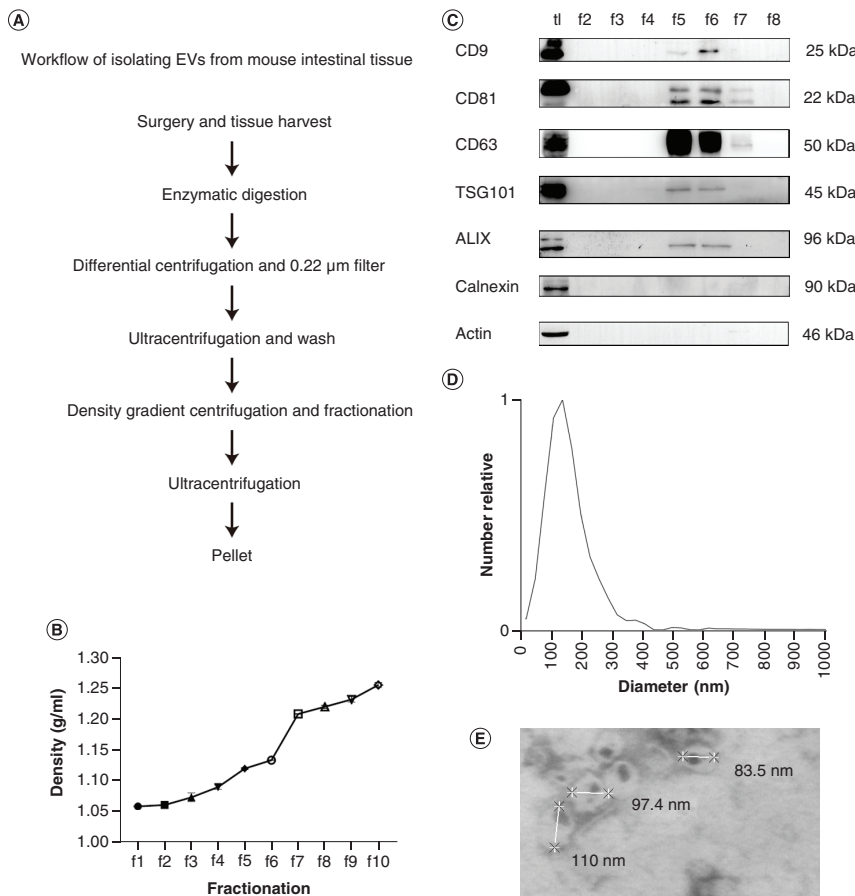 A
Workflow of isolating EVs from mouse intestinal tissue
Surgery and tissue harvest
Enzymatic digestion
Differential centrifugation and 0.22 µm filter
Ultracentrifugation and wash
Density gradient centrifugation and fractionation
Ultracentrifugation
Pellet
B
Density (g/ml)
1.30
1.25
1.20
1.15
1.10
1.05
1.00
f1 f2 f3 f4 f5 f6 f7 f8 f9 f10
Fractionation
C
tl f2 f3 f4 f5 f6 f7 f8
CD9 25 kDa
CD81 22 kDa
CD63 50 kDa
TSG101 45 kDa
ALIX 96 kDa
Calnexin 90 kDa
Actin 46 kDa
D
Number relative
1
0
0 100 200 300 400 500 600 700 800 900 1000
Diameter (nm)
E
83.5 nm
97.4 nm
110 nm